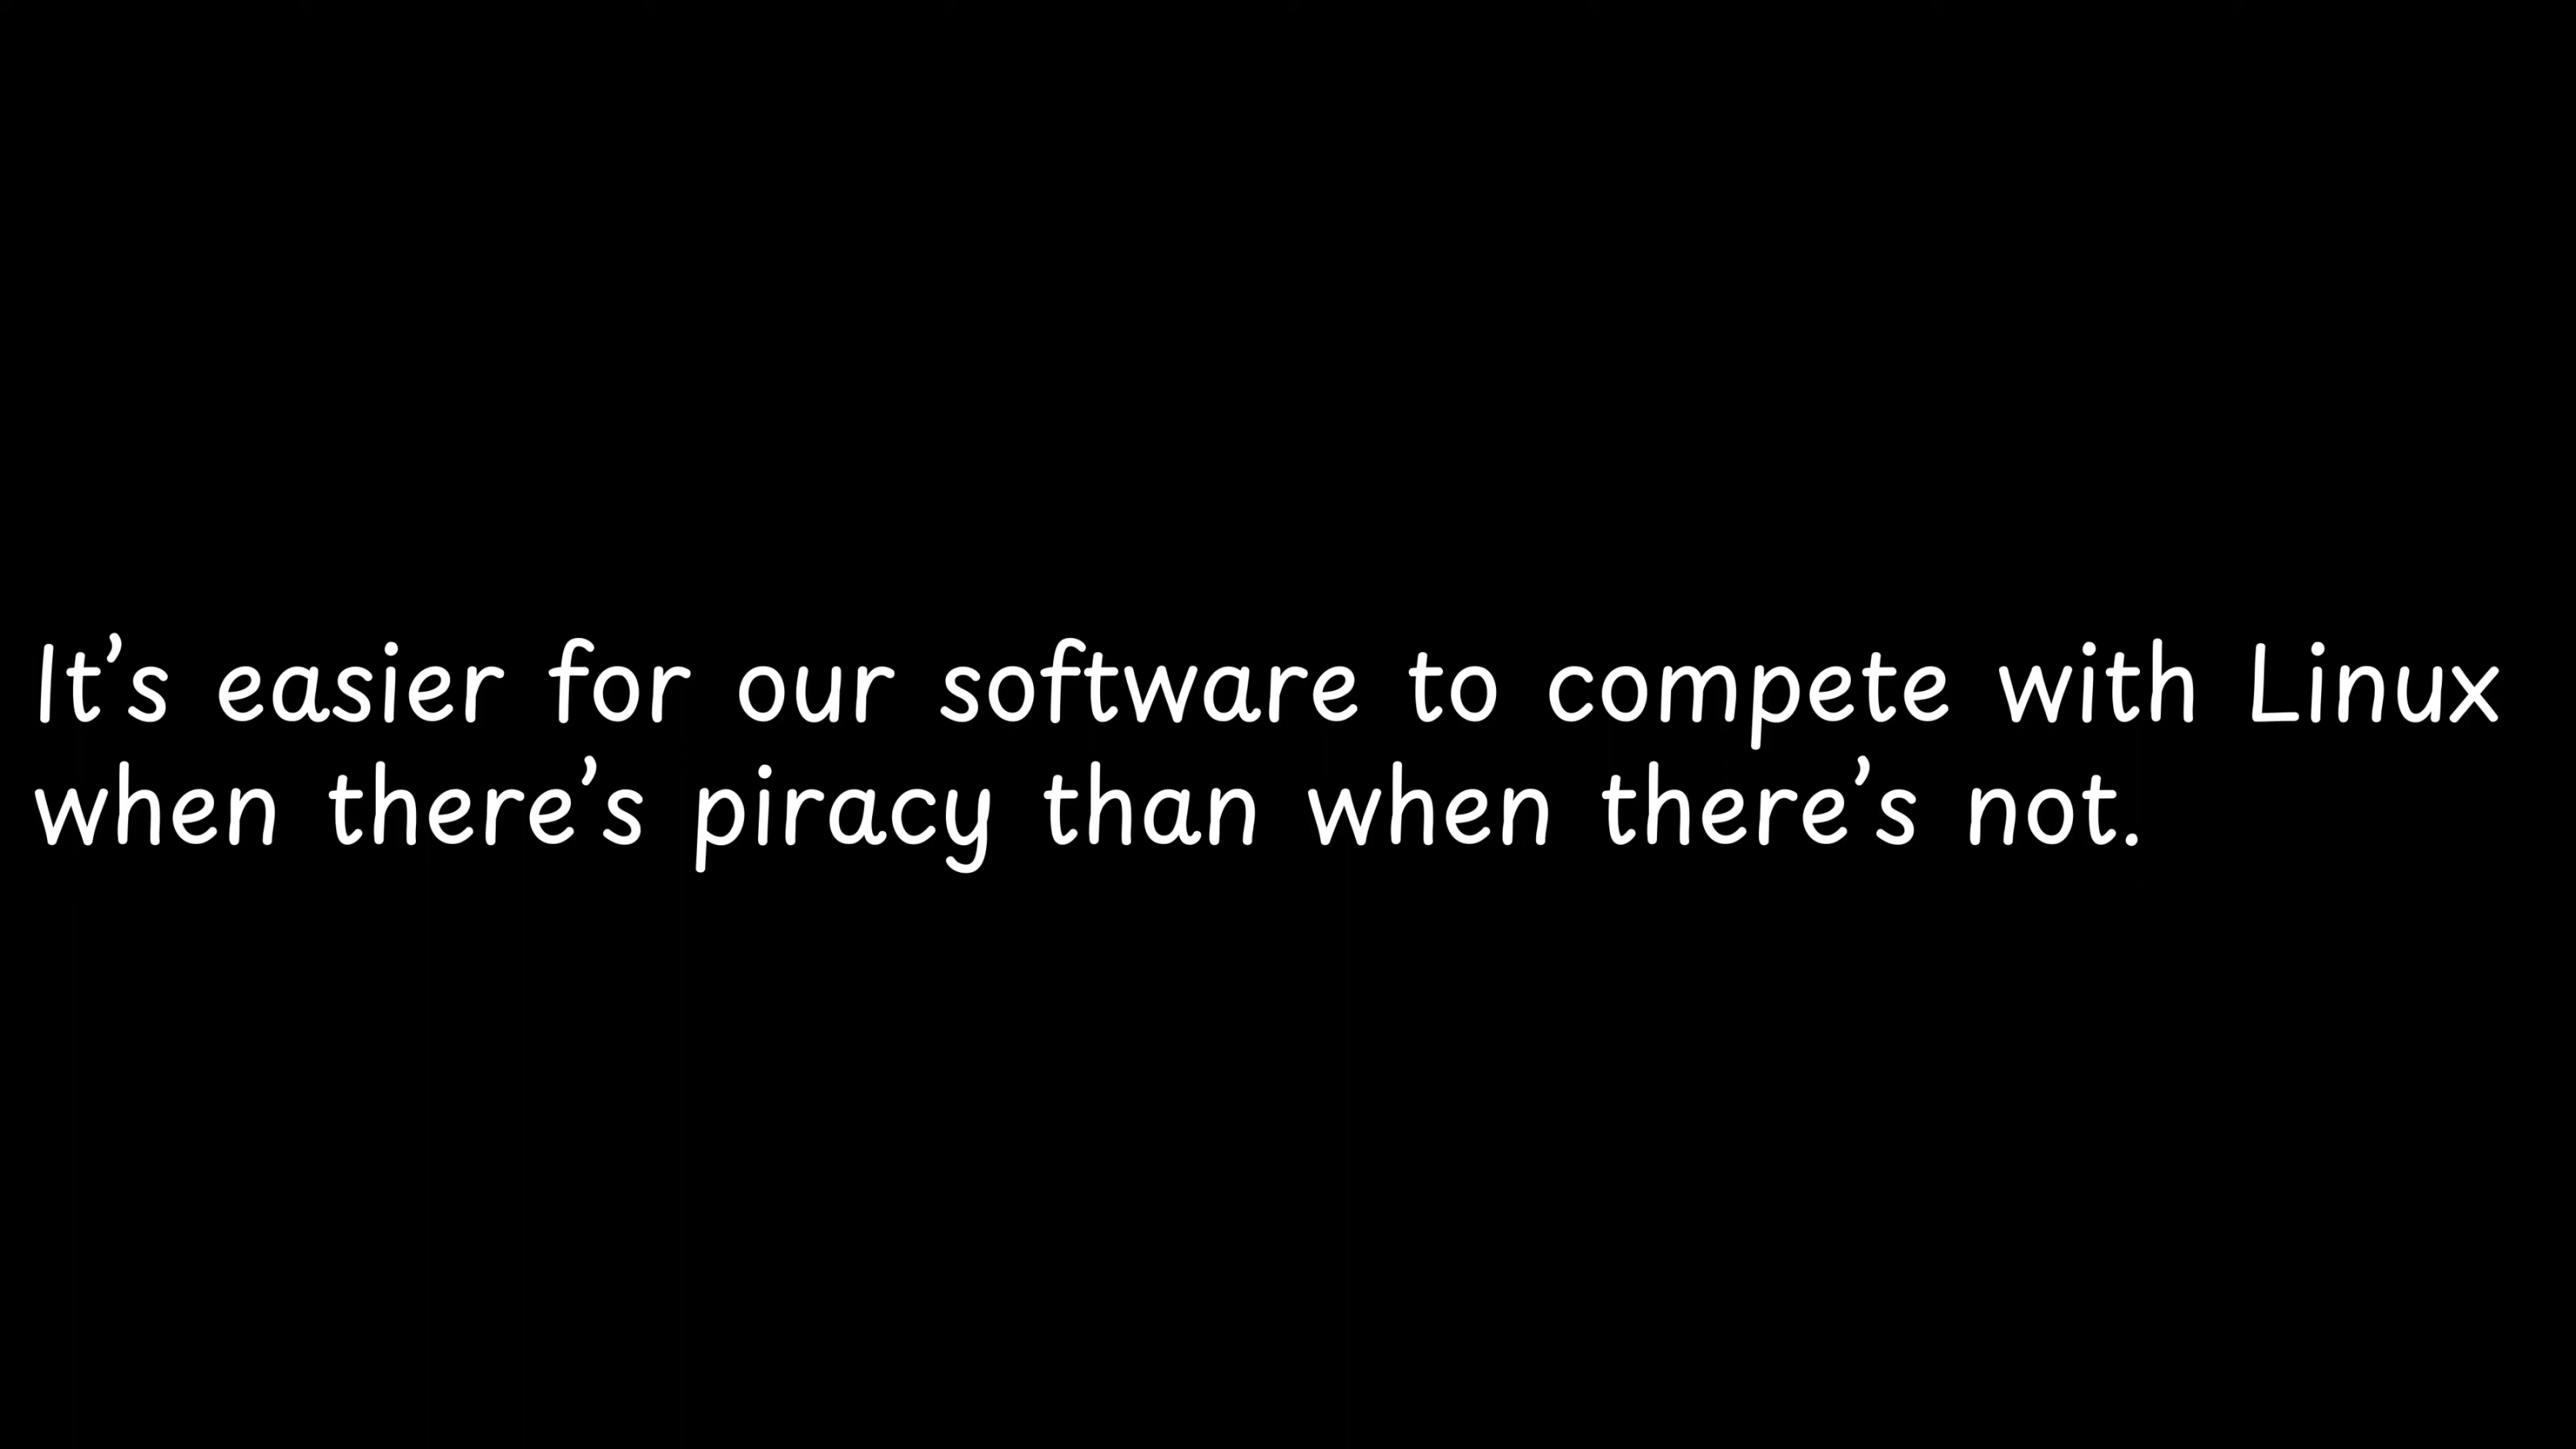 It’s easier for our software to compete with Linux
when there’s piracy than when there’s not.